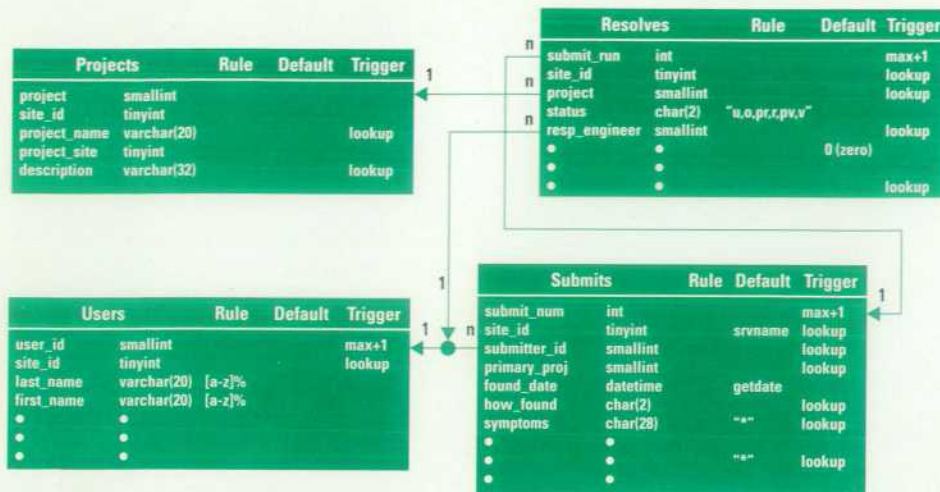 Projects Rule Default Trigger
project smallint
site_id tinyint
project_name varchar(20) lookup
project_site tinyint
description varchar(32) lookup
1
n
n
n
Resolves Rule Default Trigger
submit_run int max+1
site_id tinyint lookup
project smallint lookup
status char(2) "u,o,pr,r,pv,v"
resp_engineer smallint lookup
0 (zero)
lookup
Users Rule Default Trigger
user_id smallint max+1
site_id tinyint lookup
last_name varchar(20) [a-z]%
first_name varchar(20) [a-z]%
1
1
n
Submits Rule Default Trigger
submit_num int max+1
site_id tinyint srvname lookup
submitter_id smallint lookup
primary_proj smallint lookup
found_date datetime getdate
how_found char(2) lookup
symptoms char(28) "*" lookup
"*" lookup
1